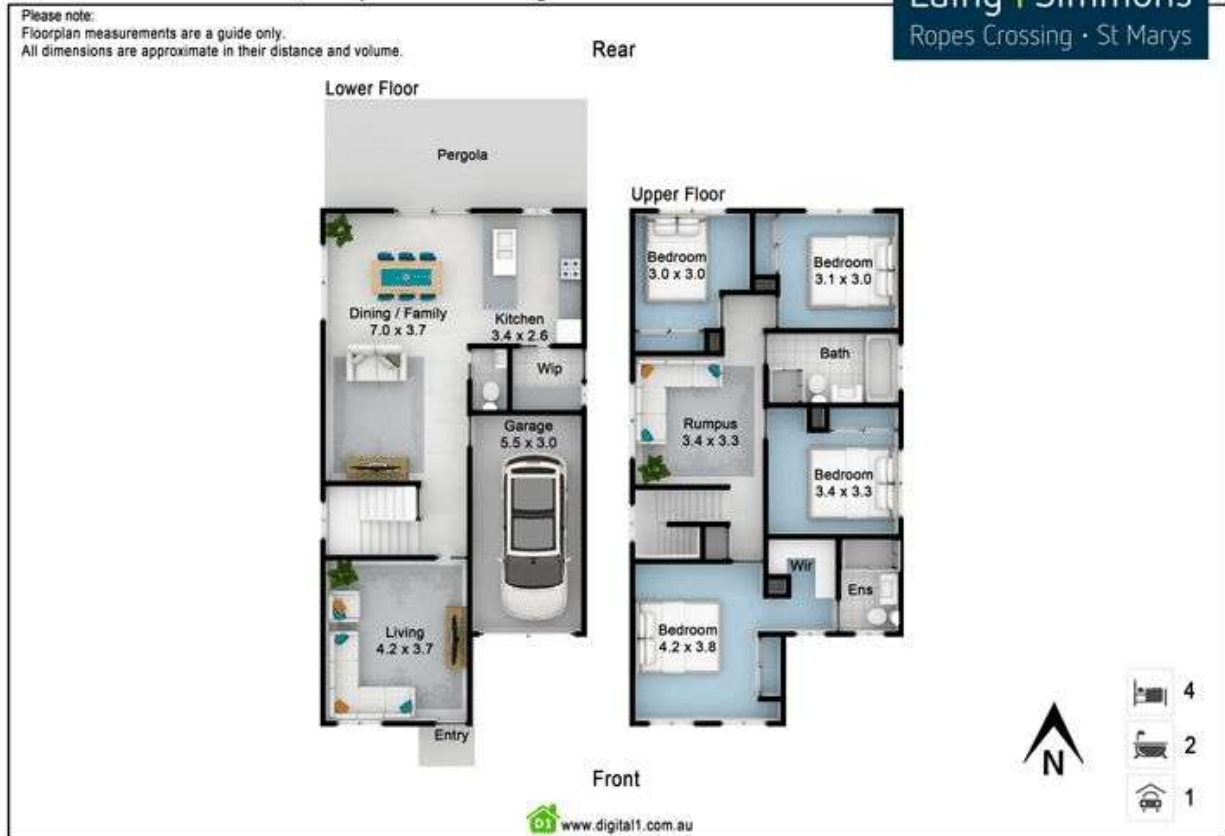 Please note:
Floorplan measurements are a guide only.
All dimensions are approximate in their distance and volume.
Rear
Laing + Simmons
Ropes Crossing · St Marys
Lower Floor
Pergola
Dining / Family
7.0 x 3.7
Kitchen
3.4 x 2.6
Wip
Garage
5.5 x 3.0
Living
4.2 x 3.7
Entry
Upper Floor
Bedroom
3.0 x 3.0
Bedroom
3.1 x 3.0
Bath
Rumpus
3.4 x 3.3
Bedroom
3.4 x 3.3
Wir
Ens
Bedroom
4.2 x 3.8
Front
N
4
2
1
D1 www.digital1.com.au